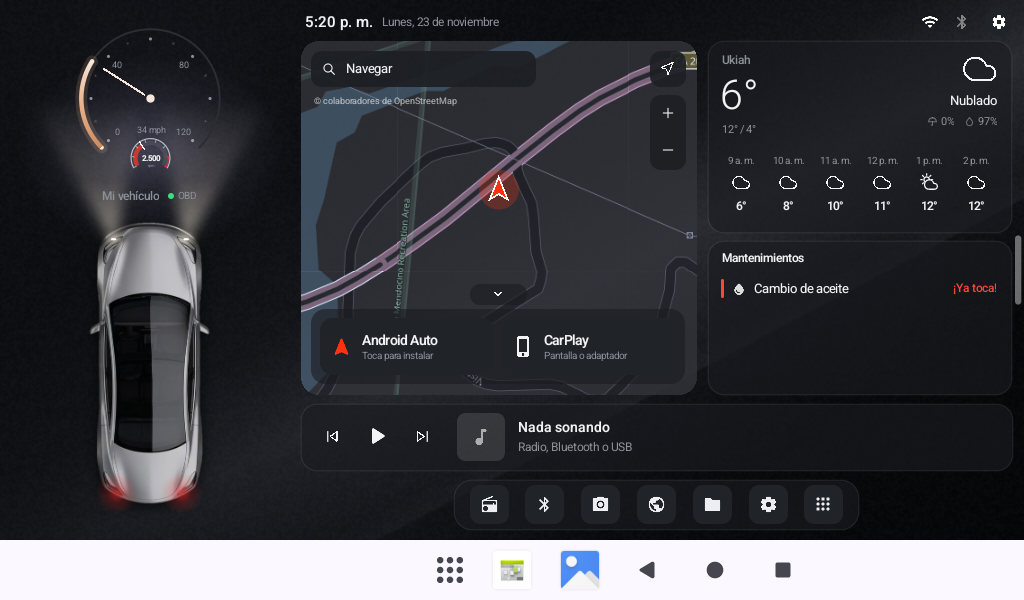 5:20 p. m. Lunes, 23 de noviembre
40
80
0
120
34 mph
2.500
Mi vehículo
OBD
Navegar
© colaboradores de OpenStreetMap
20
Mendocino Recreation Area
Android Auto
Toca para instalar
CarPlay
Pantalla o adaptador
Ukiah
6°
12° / 4°
Nublado
0% 97%
9 a. m. 10 a. m. 11 a. m. 12 p. m. 1 p. m. 2 p. m.
6° 8° 10° 11° 12° 12°
Mantenimientos
Cambio de aceite
¡Ya toca!
Nada sonando
Radio, Bluetooth o USB